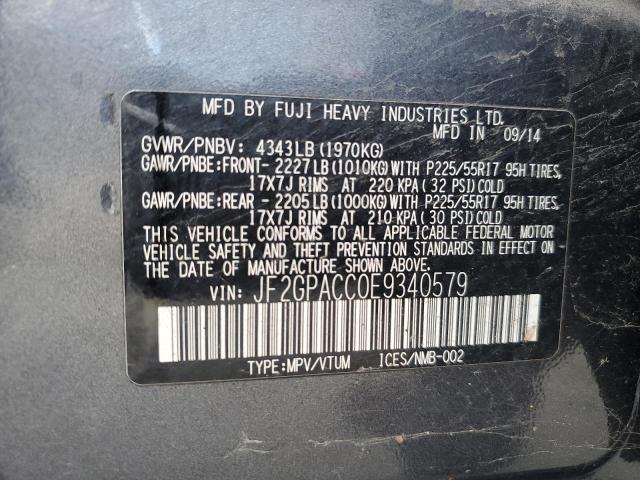 MFD BY FUJI HEAVY INDUSTRIES LTD.
MFD IN 09/14
GVWR/PNBV: 4343LB (1970KG)
GAWR/PNBE:FRONT- 2227LB(1010KG)WITH P225/55R17 95H TIRES,
17X7J RIMS AT 220 KPA(32 PSI)COLD
GAWR/PNBE:REAR - 2205LB(1000KG)WITH P225/55R17 95H TIRES,
17X7J RIMS AT 210 KPA(30 PSI)COLD
THIS VEHICLE CONFORMS TO ALL APPLICABLE FEDERAL MOTOR
VEHICLE SAFETY AND THEFT PREVENTION STANDARDS IN EFFECT ON
THE DATE OF MANUFACTURE SHOWN ABOVE.
VIN: JF2GPACC0E9340579
TYPE:MPV/VTUM ICES/NMB-002